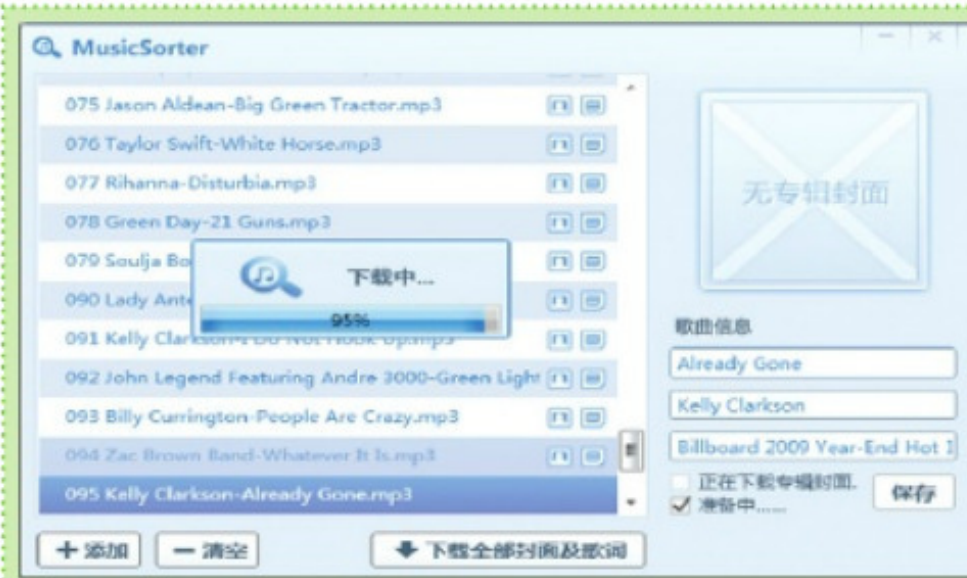 MusicSorter
075 Jason Aldean-Big Green Tractor.mp3
076 Taylor Swift-White Horse.mp3
077 Rihanna-Disturbia.mp3
078 Green Day-21 Guns.mp3
079 Soulja Bo
090 Lady Ante
091 Kelly Clarkson-I Do Not Hook Up.mp3
092 John Legend Featuring Andre 3000-Green Light
093 Billy Currington-People Are Crazy.mp3
094 Zac Brown Band-Whatever It Is.mp3
095 Kelly Clarkson-Already Gone.mp3
下载中...
95%
添加
清空
下载全部封面及歌词
无专辑封面
歌曲信息
Already Gone
Kelly Clarkson
Billboard 2009 Year-End Hot 1
正在下载专辑封面.
准备中......
保存